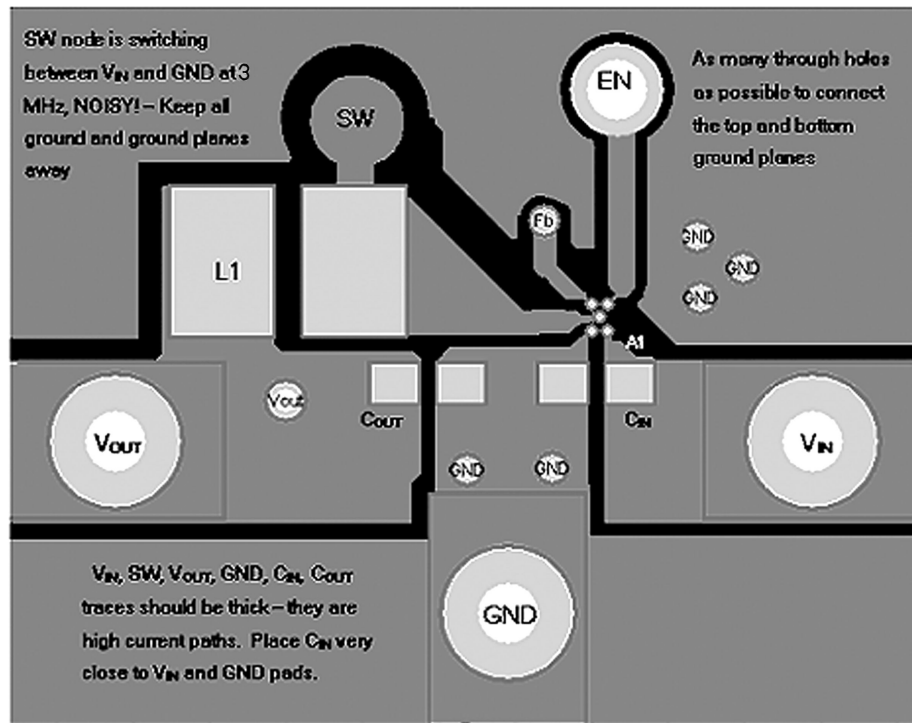 SW node is switching
between VIN and GND at 3
MHz, NOISY! – Keep all
ground and ground planes
away
SW
EN
As many through holes
as possible to connect
the top and bottom
ground planes
Fb
GND
GND
GND
L1
A1
Vout
COUT
CIN
VOUT
VIN
GND
GND
VIN, SW, VOUT, GND, CIN, COUT
traces should be thick – they are
high current paths. Place CIN very
close to VIN and GND pads.
GND